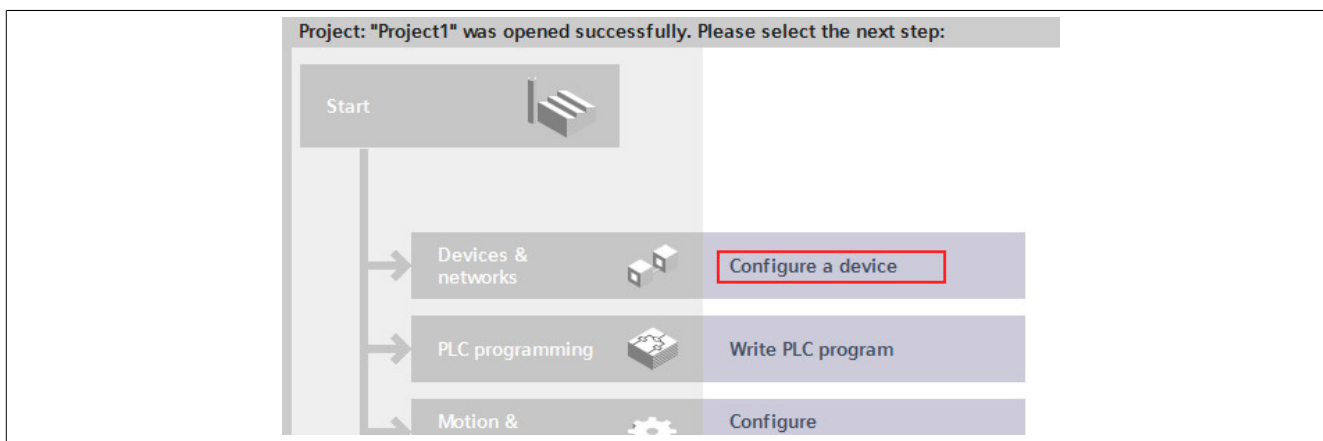 Project: "Project1" was opened successfully. Please select the next step:
Start
Devices &
networks
Configure a device
PLC programming
Write PLC program
Motion &
Configure